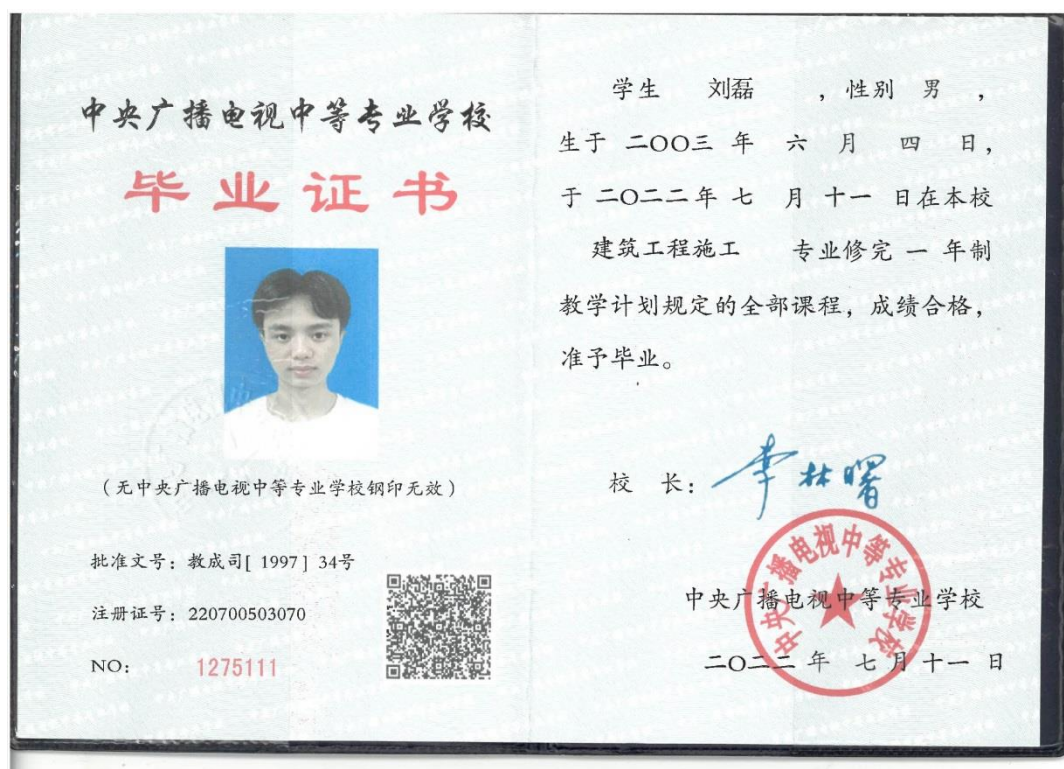 中央广播电视中等专业学校
毕业证书
(无中央广播电视中等专业学校钢印无效)
批准文号:教成司[ 1997 ] 34号
注册证号:220700503070
NO: 1275111
学生 刘磊 ,性别 男 ,
生于 二〇〇三 年 六 月 四 日,
于 二〇二二 年 七 月 十一 日在本校
建筑工程施工 专业修完 一 年制
教学计划规定的全部课程,成绩合格,
准予毕业。
校 长:李林曙
中央广播电视中等专业学校
中央广播电视中等专业学校
二〇二二 年 七 月 十一 日